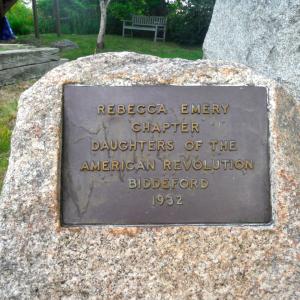 REBECCA EMERY
CHAPTER
DAUGHTERS OF THE
AMERICAN REVOLUTION
BIDDEFORD
1932